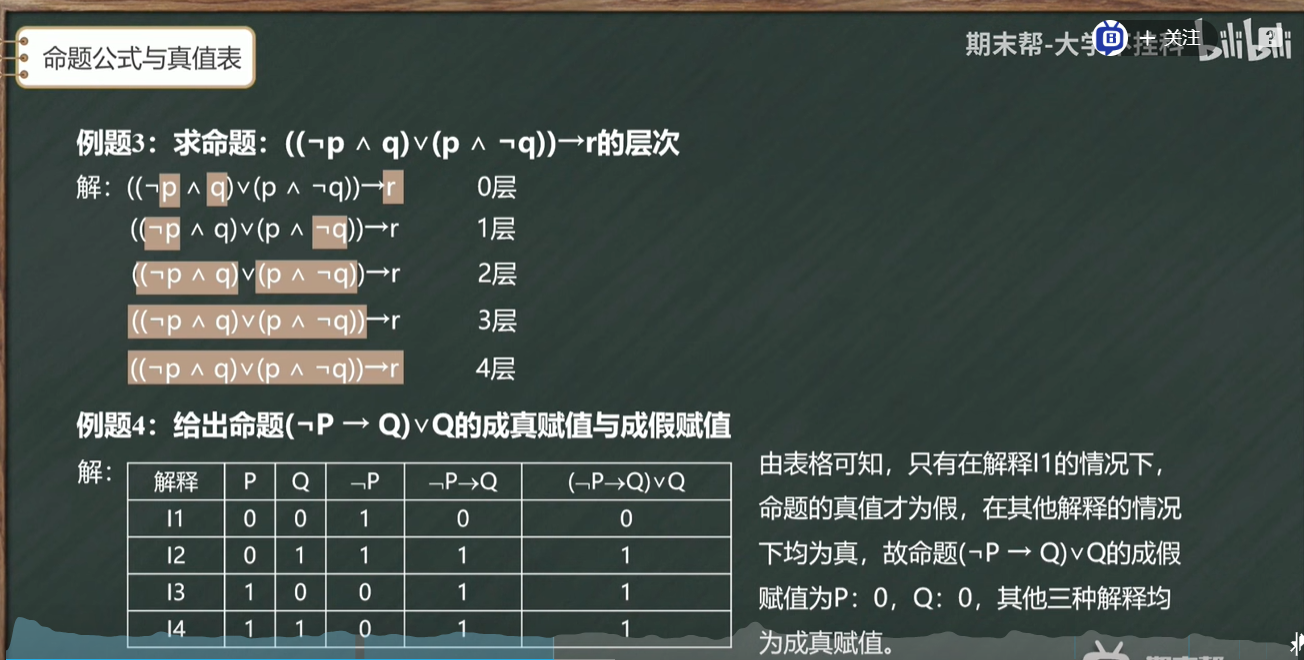 命题公式与真值表
期末帮-大学不挂科 + 关注 bilibili
例题3：求命题：((¬p ∧ q)∨(p ∧ ¬q))→r的层次
解：((¬p ∧ q)∨(p ∧ ¬q))→r 0层
((¬p ∧ q)∨(p ∧ ¬q))→r 1层
((¬p ∧ q)∨(p ∧ ¬q))→r 2层
((¬p ∧ q)∨(p ∧ ¬q))→r 3层
((¬p ∧ q)∨(p ∧ ¬q))→r 4层
例题4：给出命题(¬P → Q)∨Q的成真赋值与成假赋值
解：
解释 P Q ¬P ¬P→Q (¬P→Q)∨Q
I1 0 0 1 0 0
I2 0 1 1 1 1
I3 1 0 0 1 1
I4 1 1 0 1 1
由表格可知，只有在解释I1的情况下，
命题的真值才为假，在其他解释的情况
下均为真，故命题(¬P → Q)∨Q的成假
赋值为P：0，Q：0，其他三种解释均
为成真赋值。